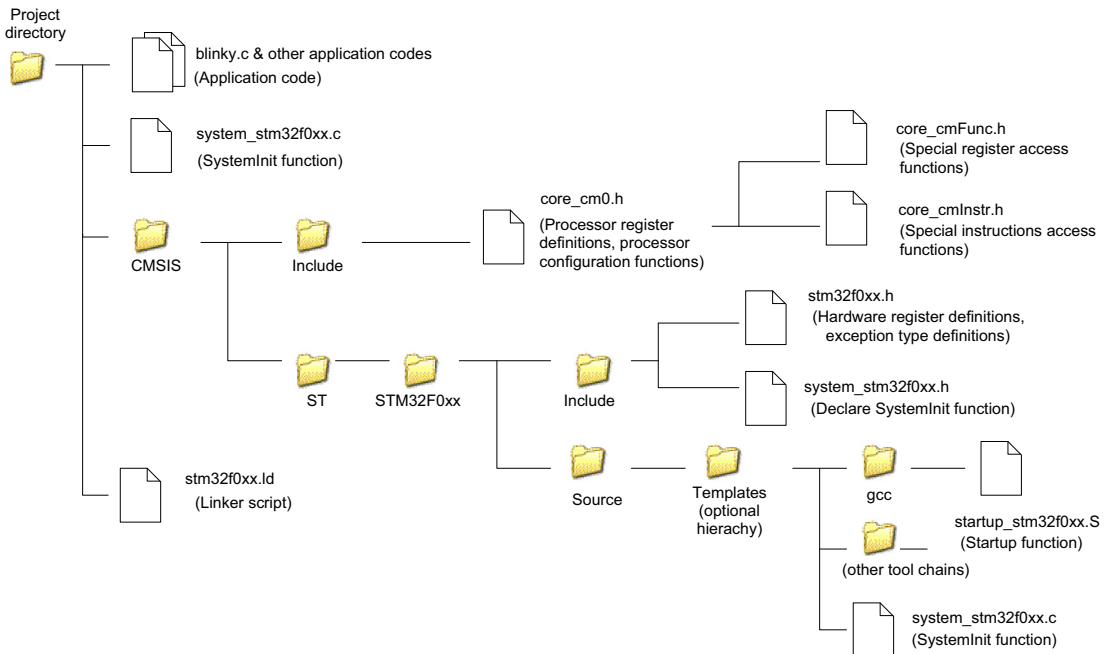 Project
directory
blinky.c & other application codes
(Application code)
system_stm32f0xx.c
(SystemInit function)
core_cmFunc.h
(Special register access
functions)
core_cm0.h
(Processor register
definitions, processor
configuration functions)
core_cmInstr.h
(Special instructions access
functions)
CMSIS
Include
stm32f0xx.h
(Hardware register definitions,
exception type definitions)
ST
STM32F0xx
Include
system_stm32f0xx.h
(Declare SystemInit function)
stm32f0xx.ld
(Linker script)
Source
Templates
(optional
hierachy)
gcc
startup_stm32f0xx.S
(Startup function)
(other tool chains)
system_stm32f0xx.c
(SystemInit function)